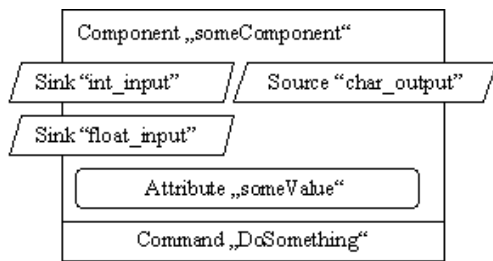 Component „someComponent“
Sink “int_input”
Source “char_output”
Sink “float_input”
Attribute „someValue“
Command „DoSomething“